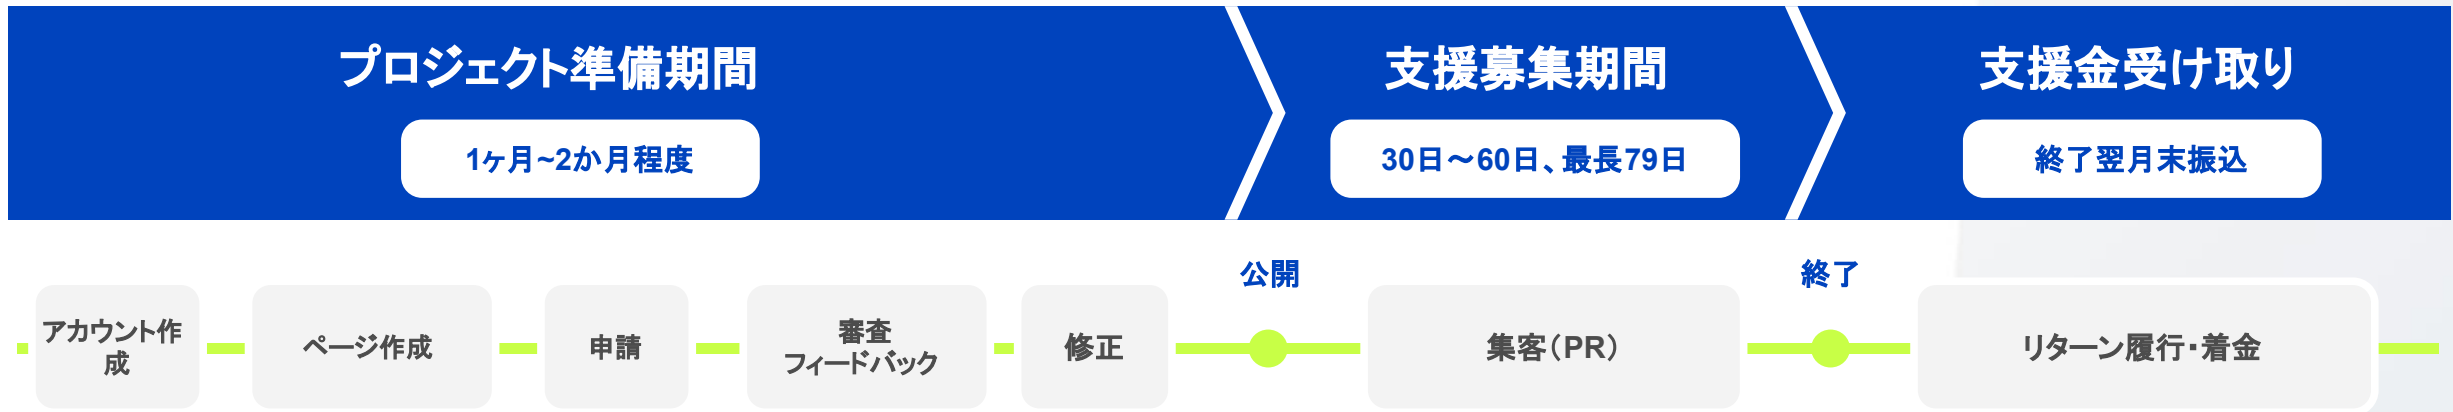 プロジェクト準備期間
1ヶ月~2か月程度
支援募集期間
30日～60日、最長79日
支援金受け取り
終了翌月末振込
公開
終了
アカウント作
成
ページ作成
申請
審査
フィードバック
修正
集客（PR）
リターン履行・着金